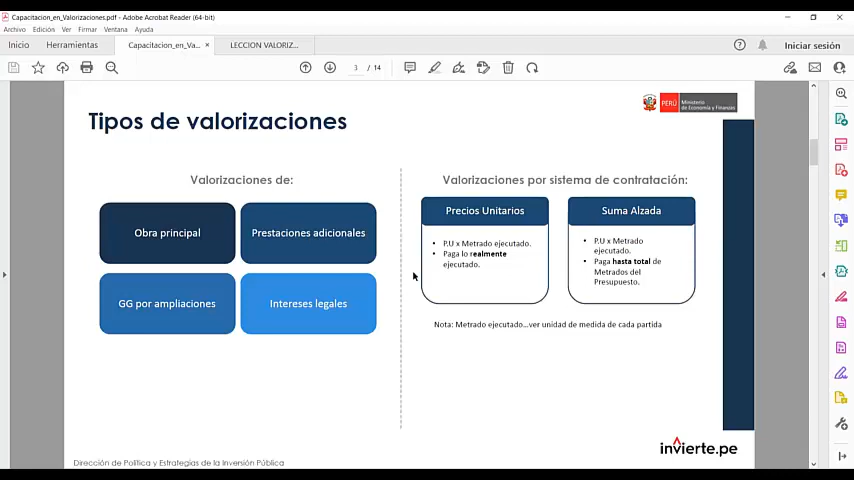 Capacitacion_en_Valorizaciones.pdf - Adobe Acrobat Reader (64-bit)
Archivo Edición Ver Firmar Ventana Ayuda
Inicio Herramientas Capacitacion_en_Va... × LECCION VALORIZ... Iniciar sesión
3 / 14
PERÚ Ministerio de Economía y Finanzas
Tipos de valorizaciones
Valorizaciones de:
Obra principal
Prestaciones adicionales
GG por ampliaciones
Intereses legales
Valorizaciones por sistema de contratación:
Precios Unitarios
• P.U x Metrado ejecutado.
• Paga lo realmente
ejecutado.
Suma Alzada
• P.U x Metrado
ejecutado.
• Paga hasta total de
Metrados del
Presupuesto.
Nota: Metrado ejecutado...ver unidad de medida de cada partida
invierte.pe
Dirección de Política y Estrategias de la Inversión Pública